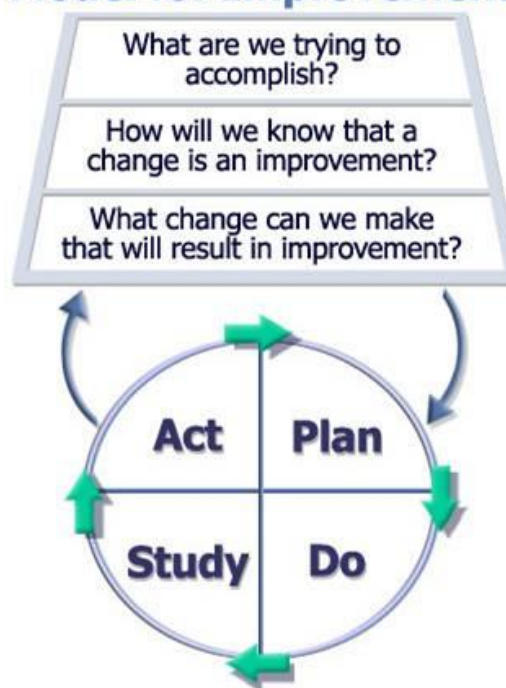 What are we trying to
accomplish?
How will we know that a
change is an improvement?
What change can we make
that will result in improvement?
Act
Plan
Study
Do